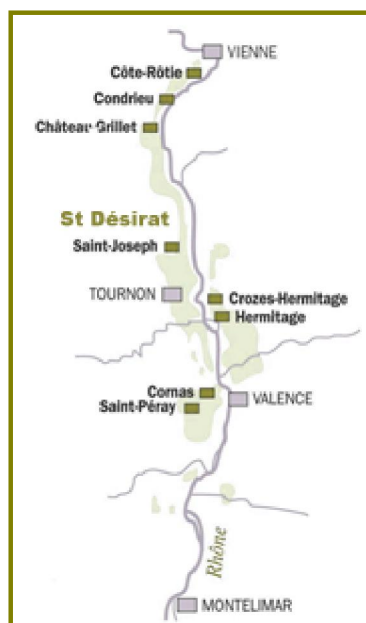 VIENNE
Côte-Rôtie
Condrieu
Château Grillet
St Désirat
Saint-Joseph
TOURNON
Crozes-Hermitage
Hermitage
Cornas
Saint-Péray
VALENCE
Rhône
MONTELIMAR